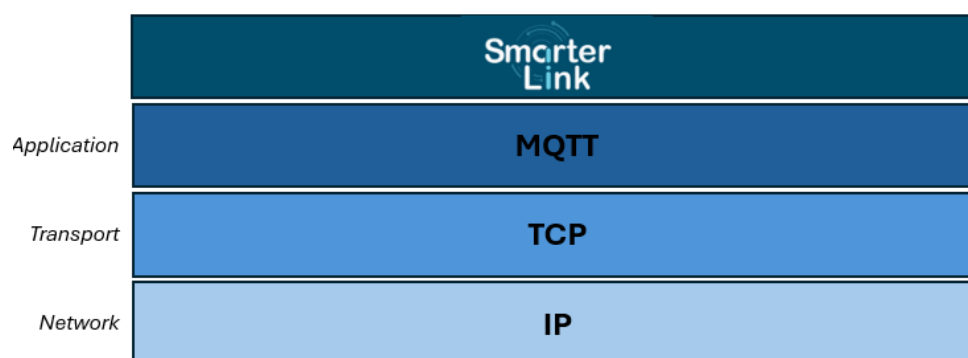 Smarter
Link
Application
MQTT
Transport
TCP
Network
IP